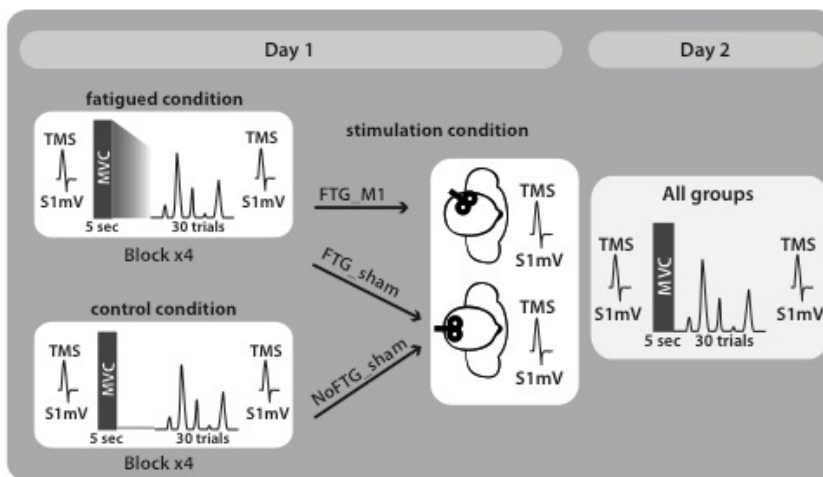 Day 1
Day 2
fatigued condition
TMS
S1mV
MVC
5 sec
30 trials
TMS
S1mV
Block x4
control condition
TMS
S1mV
MVC
5 sec
30 trials
TMS
S1mV
Block x4
FTG_M1
FTG_sham
NoFTG_sham
stimulation condition
TMS
S1mV
TMS
S1mV
All groups
TMS
S1mV
MVC
5 sec
30 trials
TMS
S1mV